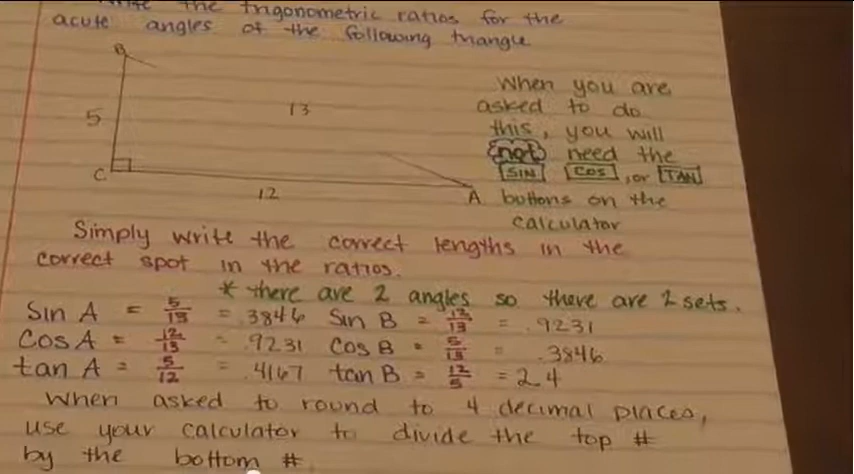 Write the trigonometric ratios for the
acute angles of the following triangle
B
5
13
C
12
A
When you are
asked to do
this, you will
not need the
SIN COS, or TAN
buttons on the
calculator
Simply write the correct lengths in the
correct spot in the ratios.
* there are 2 angles so there are 2 sets.
Sin A = 5/13 = .3846 Sin B = 12/13 = .9231
Cos A = 12/13 = .9231 Cos B = 5/13 = .3846
tan A = 5/12 = .4167 tan B = 12/5 = 2.4
When asked to round to 4 decimal places,
use your calculator to divide the top #
by the bottom #